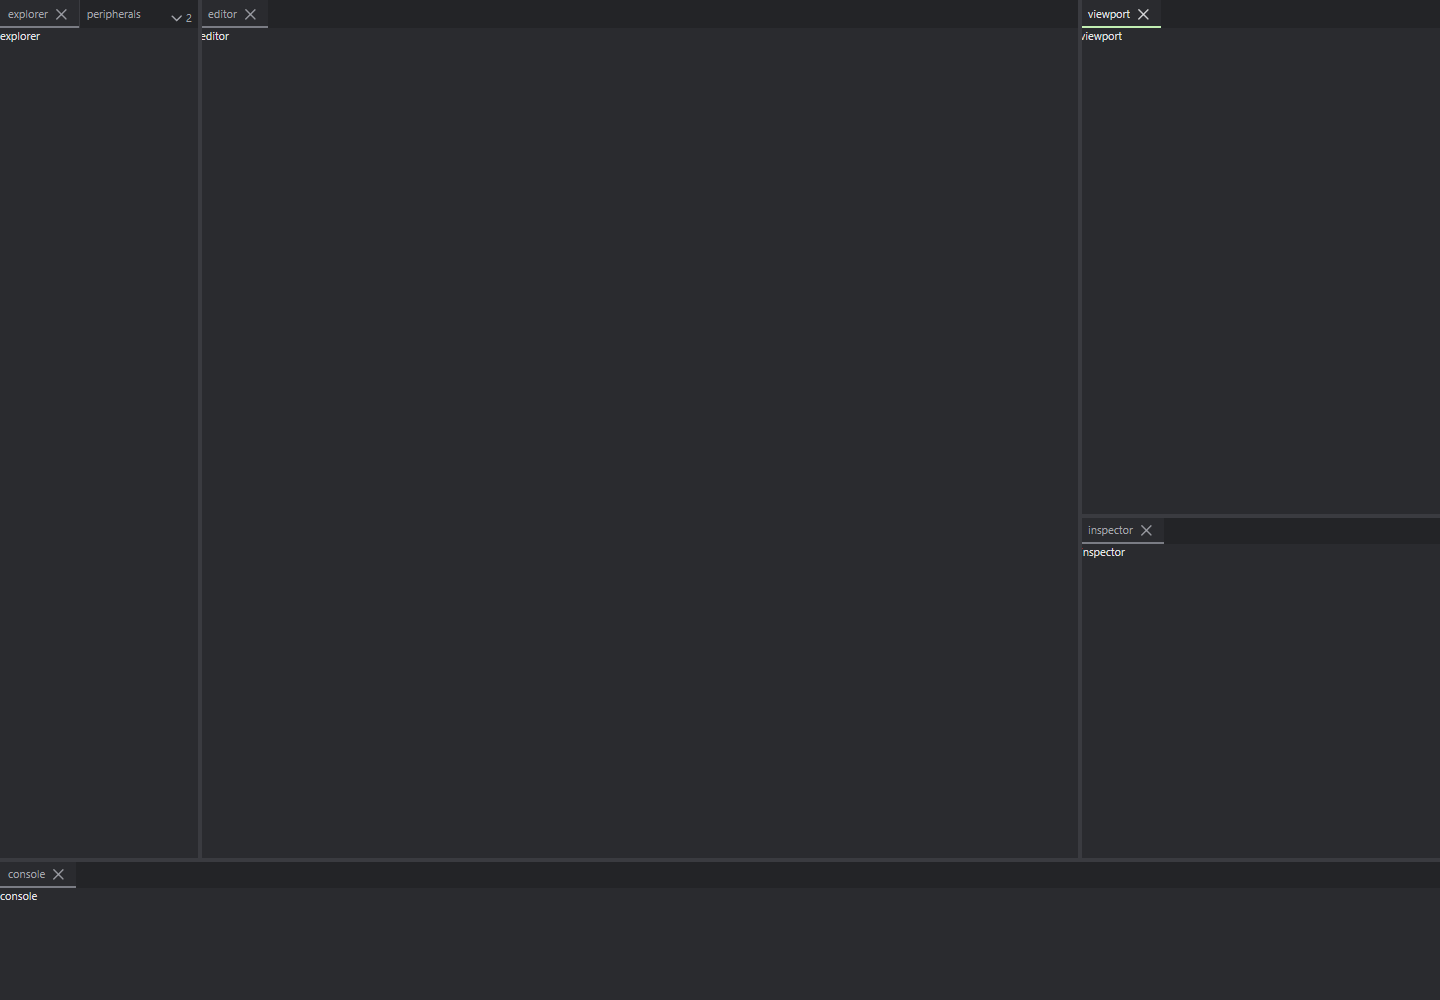 explorer
peripherals
2
explorer
editor
editor
viewport
viewport
inspector
nspector
console
console